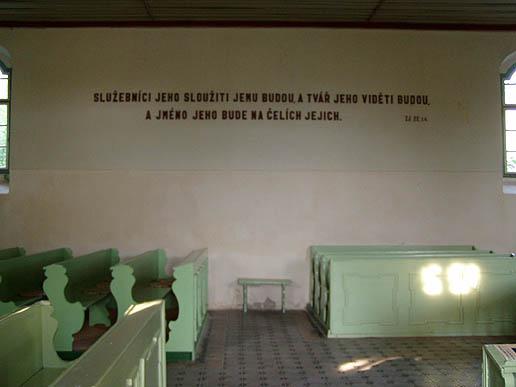 SLUŽEBNÍCI JEHO SLOUŽITI JEMU BUDOU, A TVÁŘ JEHO VIDĚTI BUDOU,
A JMÉNO JEHO BUDE NA ČELÍCH JEJICH.